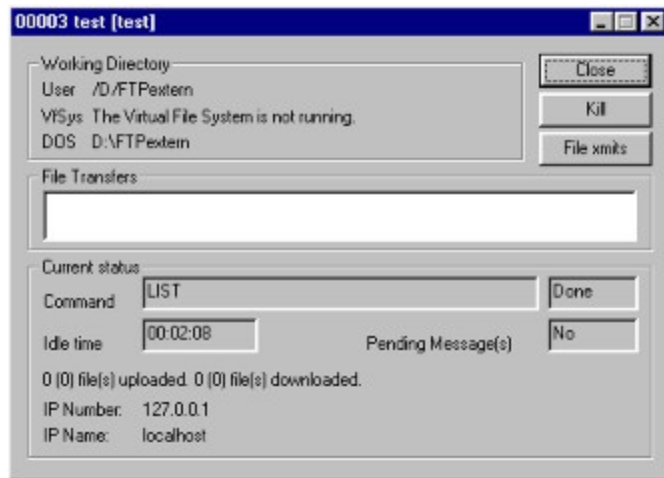 00003 test [test]
Working Directory
User /D/FTPextern
VfSys The Virtual File System is not running.
DOS D:\FTPextern
Close
Kill
File xmits
File Transfers
Current status
Command LIST Done
Idle time 00:02:08 Pending Message(s) No
0 (0) file(s) uploaded. 0 (0) file(s) downloaded.
IP Number: 127.0.0.1
IP Name: localhost